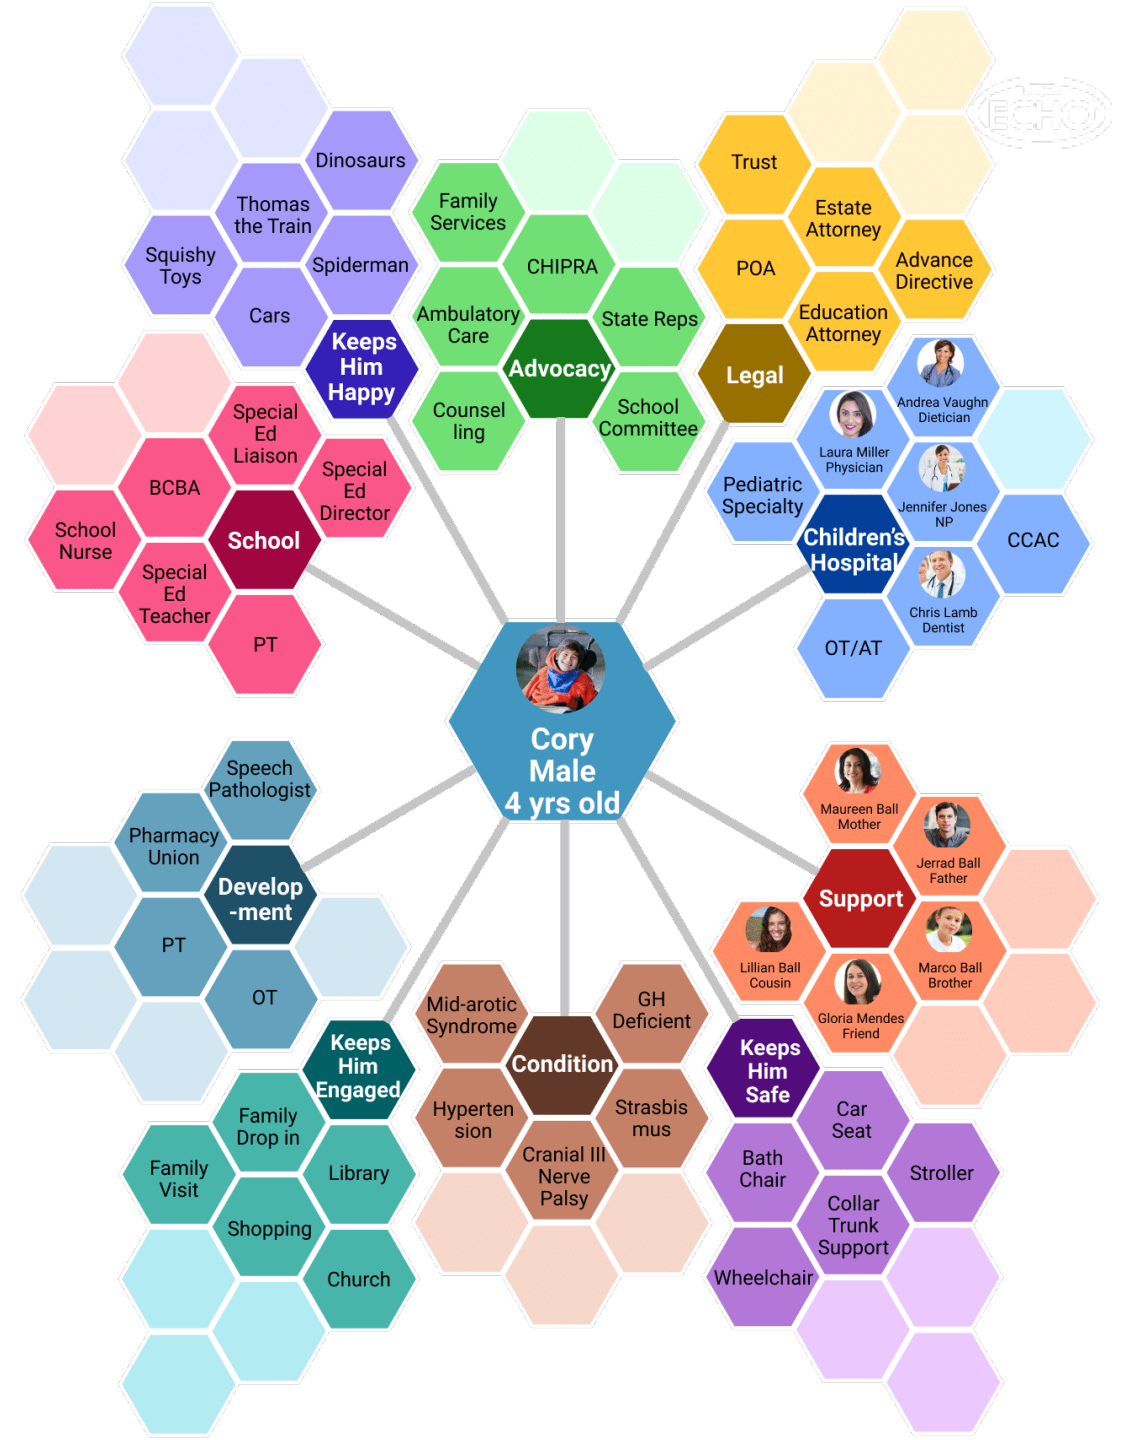 ECHO
Dinosaurs
Thomas
the Train
Squishy
Toys
Spiderman
Cars
Keeps
Him
Happy
Family
Services
CHIPRA
Ambulatory
Care
State Reps
Advocacy
Counsel
ling
School
Committee
Trust
Estate
Attorney
POA
Advance
Directive
Education
Attorney
Legal
Special
Ed
Liaison
BCBA
Special
Ed
Director
School
Nurse
School
Special
Ed
Teacher
PT
Andrea Vaughn
Dietician
Laura Miller
Physician
Pediatric
Specialty
Jennifer Jones
NP
Children's
Hospital
CCAC
Chris Lamb
Dentist
OT/AT
Cory
Male
4 yrs old
Speech
Pathologist
Pharmacy
Union
Develop
-ment
PT
OT
Maureen Ball
Mother
Jerrad Ball
Father
Support
Lillian Ball
Cousin
Marco Ball
Brother
Gloria Mendes
Friend
Keeps
Him
Engaged
Family
Drop in
Family
Visit
Library
Shopping
Church
Mid-arotic
Syndrome
GH
Deficient
Condition
Hyperten
sion
Strasbis
mus
Cranial III
Nerve
Palsy
Keeps
Him
Safe
Car
Seat
Bath
Chair
Stroller
Collar
Trunk
Support
Wheelchair